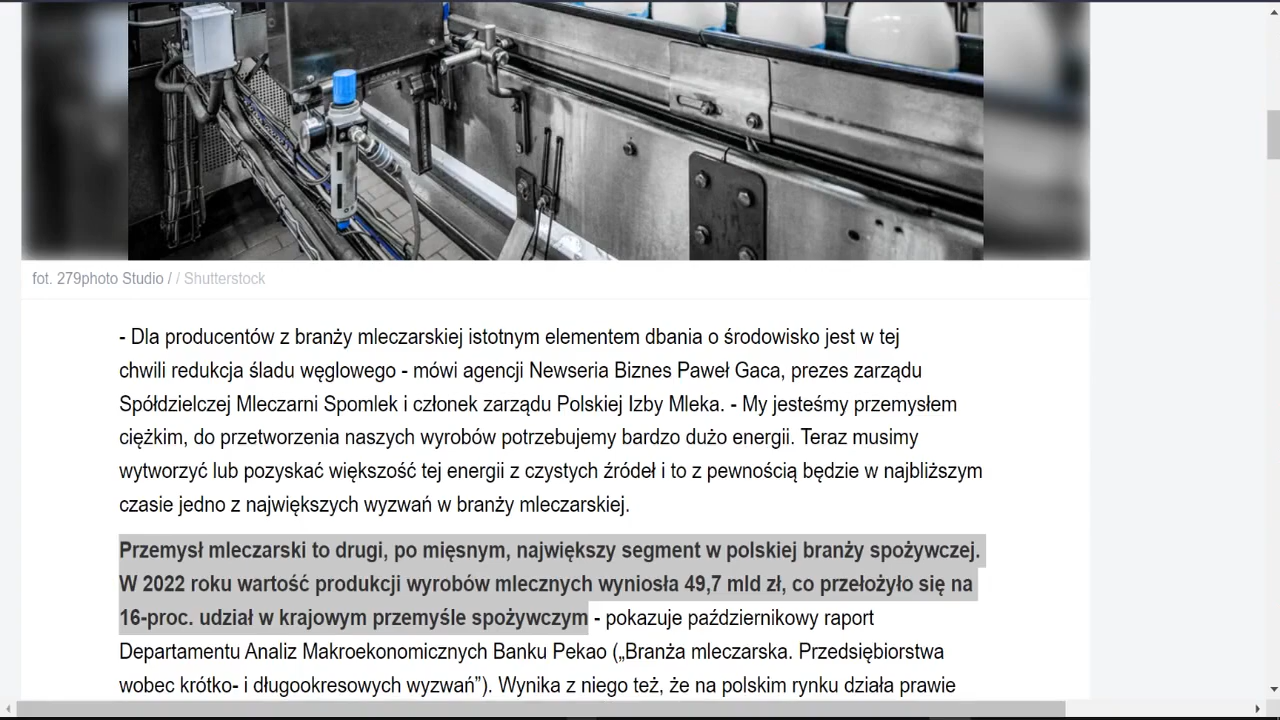 fot. 279photo Studio / / Shutterstock
- Dla producentów z branży mleczarskiej istotnym elementem dbania o środowisko jest w tej
chwili redukcja śladu węglowego - mówi agencji Newseria Biznes Paweł Gaca, prezes zarządu
Spółdzielczej Mleczarni Spomlek i członek zarządu Polskiej Izby Mleka. - My jesteśmy przemysłem
ciężkim, do przetworzenia naszych wyrobów potrzebujemy bardzo dużo energii. Teraz musimy
wytworzyć lub pozyskać większość tej energii z czystych źródeł i to z pewnością będzie w najbliższym
czasie jedno z największych wyzwań w branży mleczarskiej.
Przemysł mleczarski to drugi, po mięsnym, największy segment w polskiej branży spożywczej.
W 2022 roku wartość produkcji wyrobów mlecznych wyniosła 49,7 mld zł, co przełożyło się na
16-proc. udział w krajowym przemyśle spożywczym - pokazuje październikowy raport
Departamentu Analiz Makroekonomicznych Banku Pekao („Branża mleczarska. Przedsiębiorstwa
wobec krótko- i długookresowych wyzwań”). Wynika z niego też, że na polskim rynku działa prawie